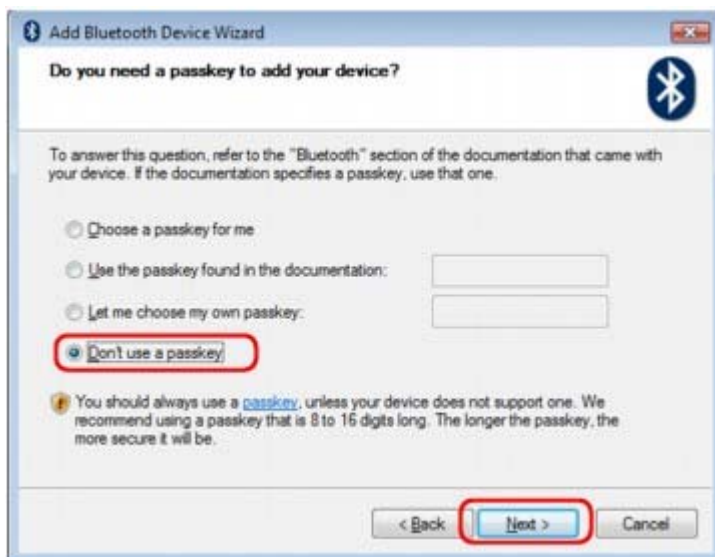 Add Bluetooth Device Wizard
Do you need a passkey to add your device?
To answer this question, refer to the "Bluetooth" section of the documentation that came with
your device. If the documentation specifies a passkey, use that one.
Choose a passkey for me
Use the passkey found in the documentation:
Let me choose my own passkey:
Don't use a passkey
You should always use a passkey, unless your device does not support one. We
recommend using a passkey that is 8 to 16 digits long. The longer the passkey, the
more secure it will be.
< Back Next > Cancel